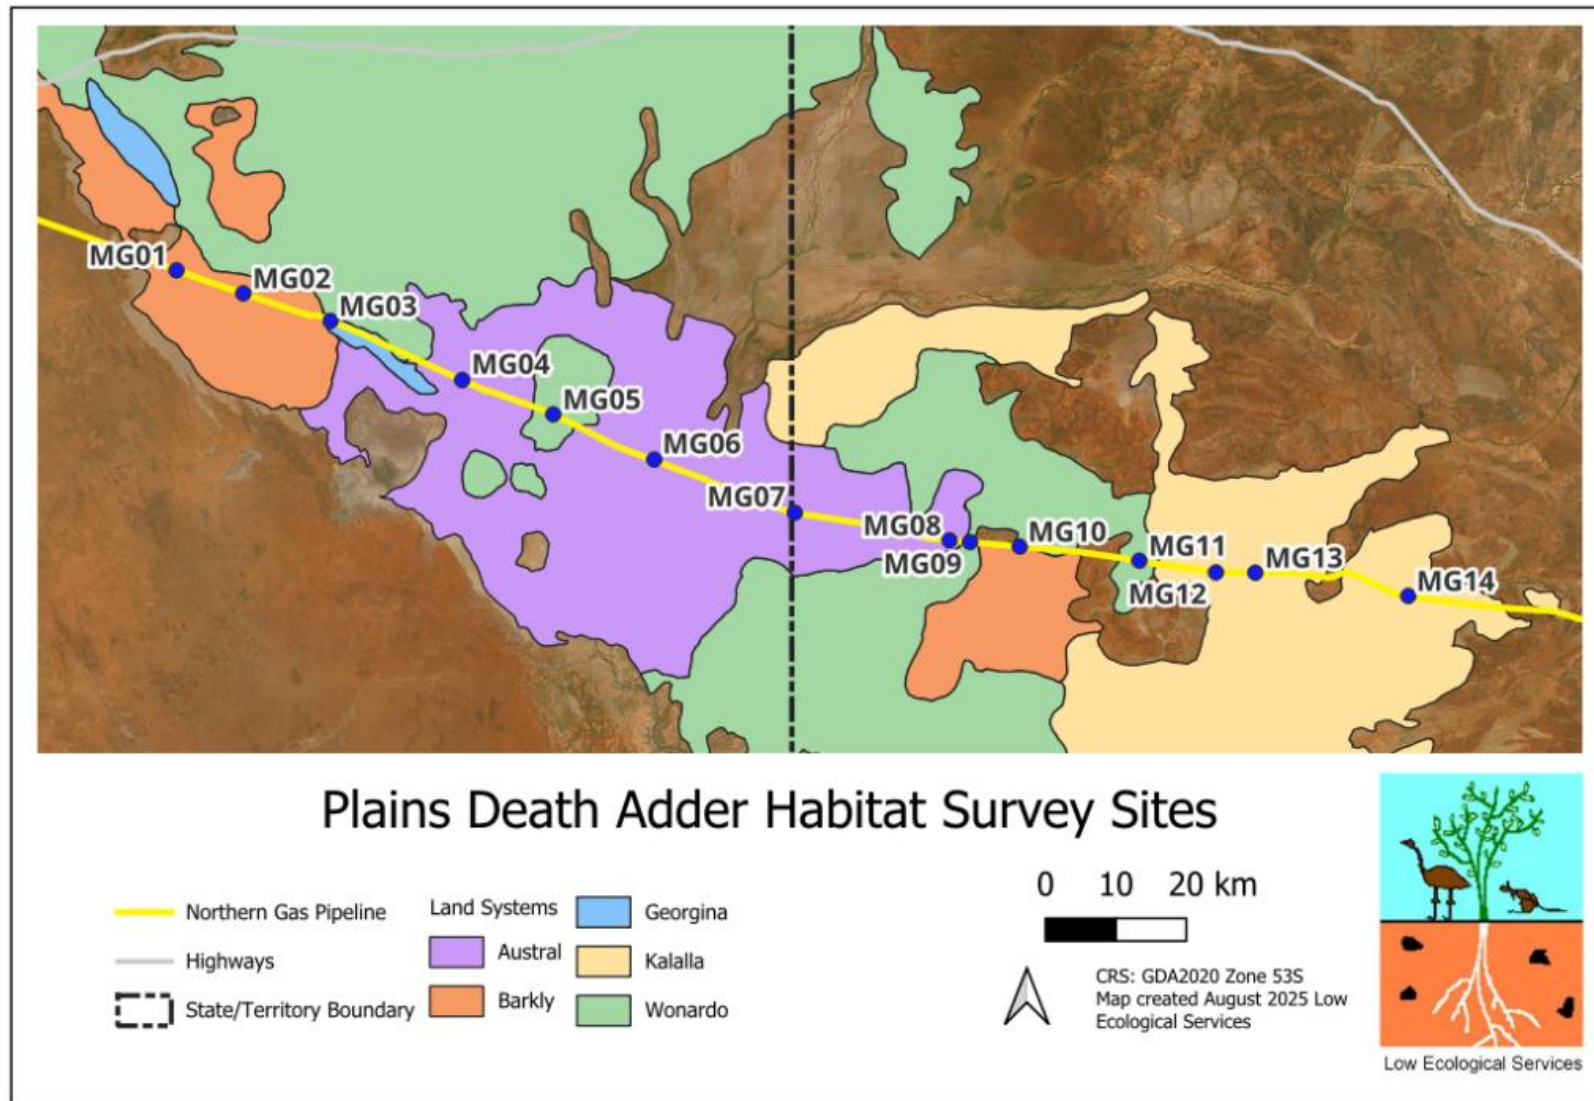 MG01
MG02
MG03
MG04
MG05
MG06
MG07
MG08
MG09
MG10
MG11
MG12
MG13
MG14
Plains Death Adder Habitat Survey Sites
Northern Gas Pipeline
Highways
State/Territory Boundary
Land Systems
Austral
Barkly
Georgina
Kalalla
Wonardo
0 10 20 km
CRS: GDA2020 Zone 53S
Map created August 2025 Low
Ecological Services
Low Ecological Services